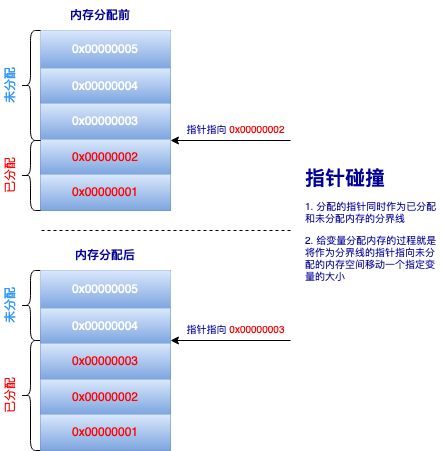 内存分配前
未分配
0x00000005
0x00000004
0x00000003
指针指向 0x00000002
已分配
0x00000002
0x00000001
指针碰撞
1. 分配的指针同时作为已分配
和未分配内存的分界线
2. 给变量分配内存的过程就是
将作为分界线的指针指向未分
配的内存空间移动一个指定变
量的大小
内存分配后
未分配
0x00000005
0x00000004
指针指向 0x00000003
已分配
0x00000003
0x00000002
0x00000001